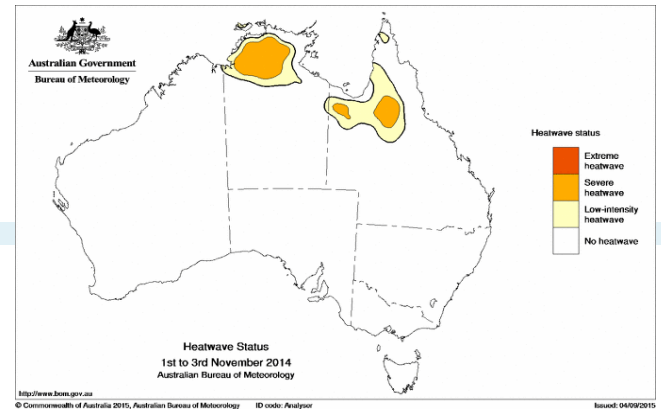 Australian Government
Bureau of Meteorology
Heatwave status
Extreme
heatwave
Severe
heatwave
Low-intensity
heatwave
No heatwave
Heatwave Status
1st to 3rd November 2014
Australian Bureau of Meteorology
http://www.bom.gov.au
© Commonwealth of Australia 2015, Australian Bureau of Meteorology ID code: Analyser Issued: 04/09/2015